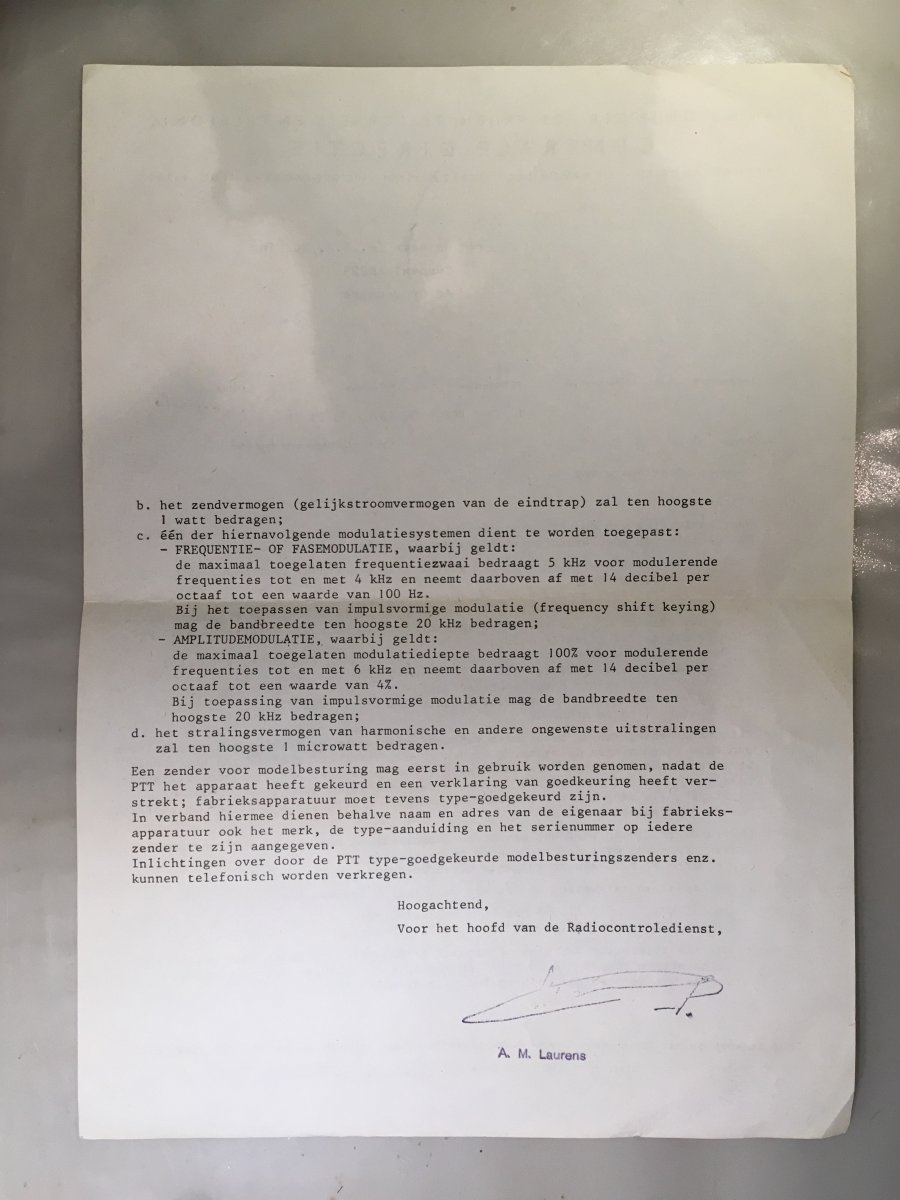 b. het zendvermogen (gelijkstroomvermogen van de eindtrap) zal ten hoogste
1 watt bedragen;
c. één der hiernavolgende modulatiesystemen dient te worden toegepast:
- FREQUENTIE- OF FASEMODULATIE, waarbij geldt:
de maximaal toegelaten frequentiezwaai bedraagt 5 kHz voor modulerende
frequenties tot en met 4 kHz en neemt daarboven af met 14 decibel per
octaaf tot een waarde van 100 Hz.
Bij het toepassen van impulsvormige modulatie (frequency shift keying)
mag de bandbreedte ten hoogste 20 kHz bedragen;
- AMPLITUDEMODULATIE, waarbij geldt:
de maximaal toegelaten modulatiediepte bedraagt 100% voor modulerende
frequenties tot en met 6 kHz en neemt daarboven af met 14 decibel per
octaaf tot een waarde van 4%.
Bij toepassing van impulsvormige modulatie mag de bandbreedte ten
hoogste 20 kHz bedragen;
d. het stralingsvermogen van harmonische en andere ongewenste uitstralingen
zal ten hoogste 1 microwatt bedragen.
Een zender voor modelbesturing mag eerst in gebruik worden genomen, nadat de
PTT het apparaat heeft gekeurd en een verklaring van goedkeuring heeft ver-
strekt; fabrieksapparatuur moet tevens type-goedgekeurd zijn.
In verband hiermee dienen behalve naam en adres van de eigenaar bij fabrieks-
apparatuur ook het merk, de type-aanduiding en het serienummer op iedere
zender te zijn aangegeven.
Inlichtingen over door de PTT type-goedgekeurde modelbesturingszenders enz.
kunnen telefonisch worden verkregen.
Hoogachtend,
Voor het hoofd van de Radiocontroledienst,
A. M. Laurens